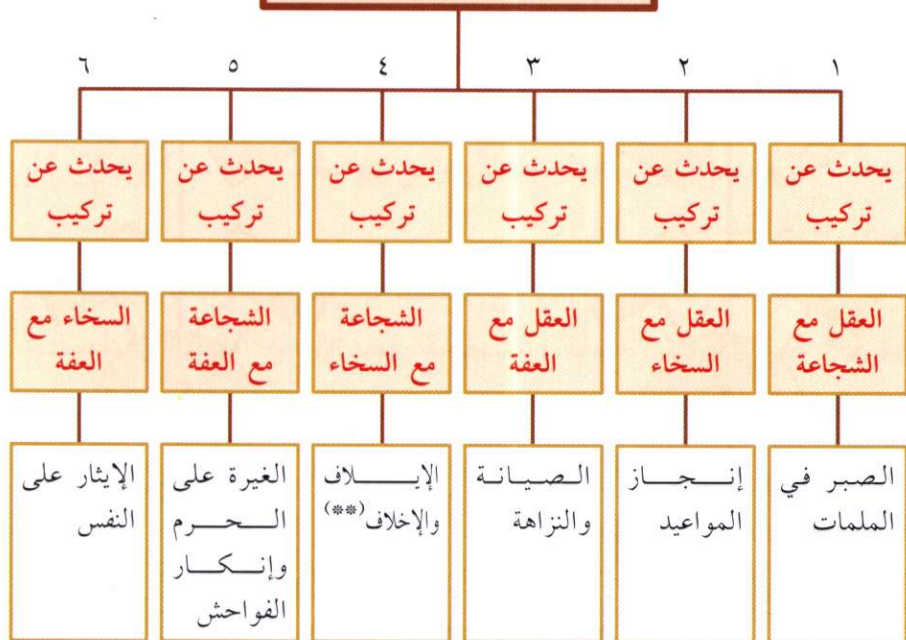 ١
٢
٣
٤
٥
٦
يحدث عن
تركيب
يحدث عن
تركيب
يحدث عن
تركيب
يحدث عن
تركيب
يحدث عن
تركيب
يحدث عن
تركيب
العقل مع
الشجاعة
العقل مع
السخاء
العقل مع
العفة
الشجاعة
مع السخاء
الشجاعة
مع العفة
السخاء مع
العفة
الصبر في
الملمات
إنجاز
المواعيد
الصيانة
والنزاهة
الإيلاف
والإخلاف(**)
الغيرة على
الحرم
وإنكار
الفواحش
الإيثار على
النفس